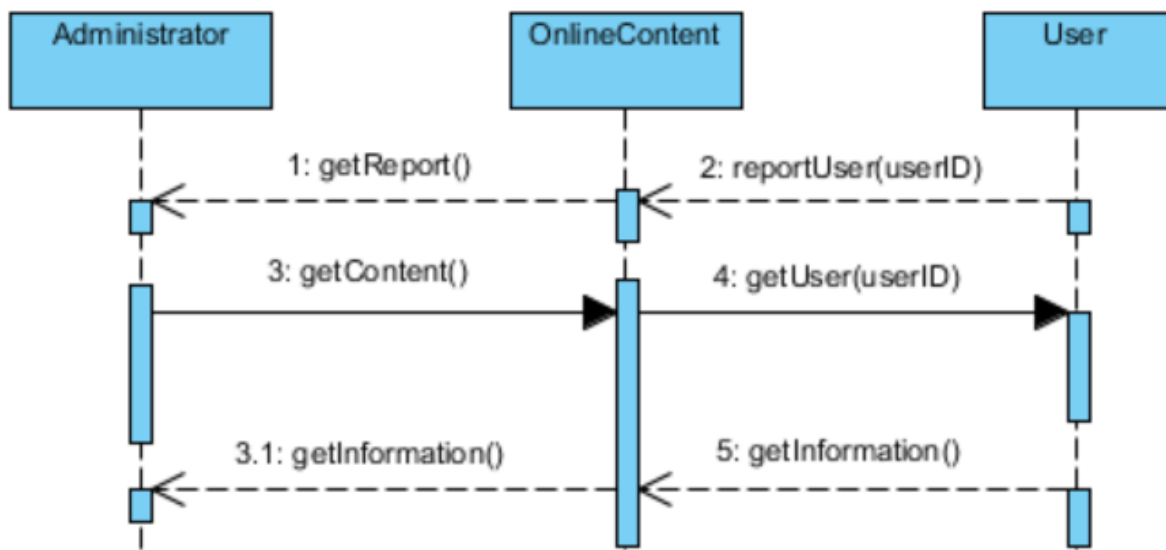 Administrator
OnlineContent
User
1: getReport()
2: reportUser(userID)
3: getContent()
4: getUser(userID)
3.1: getInformation()
5: getInformation()